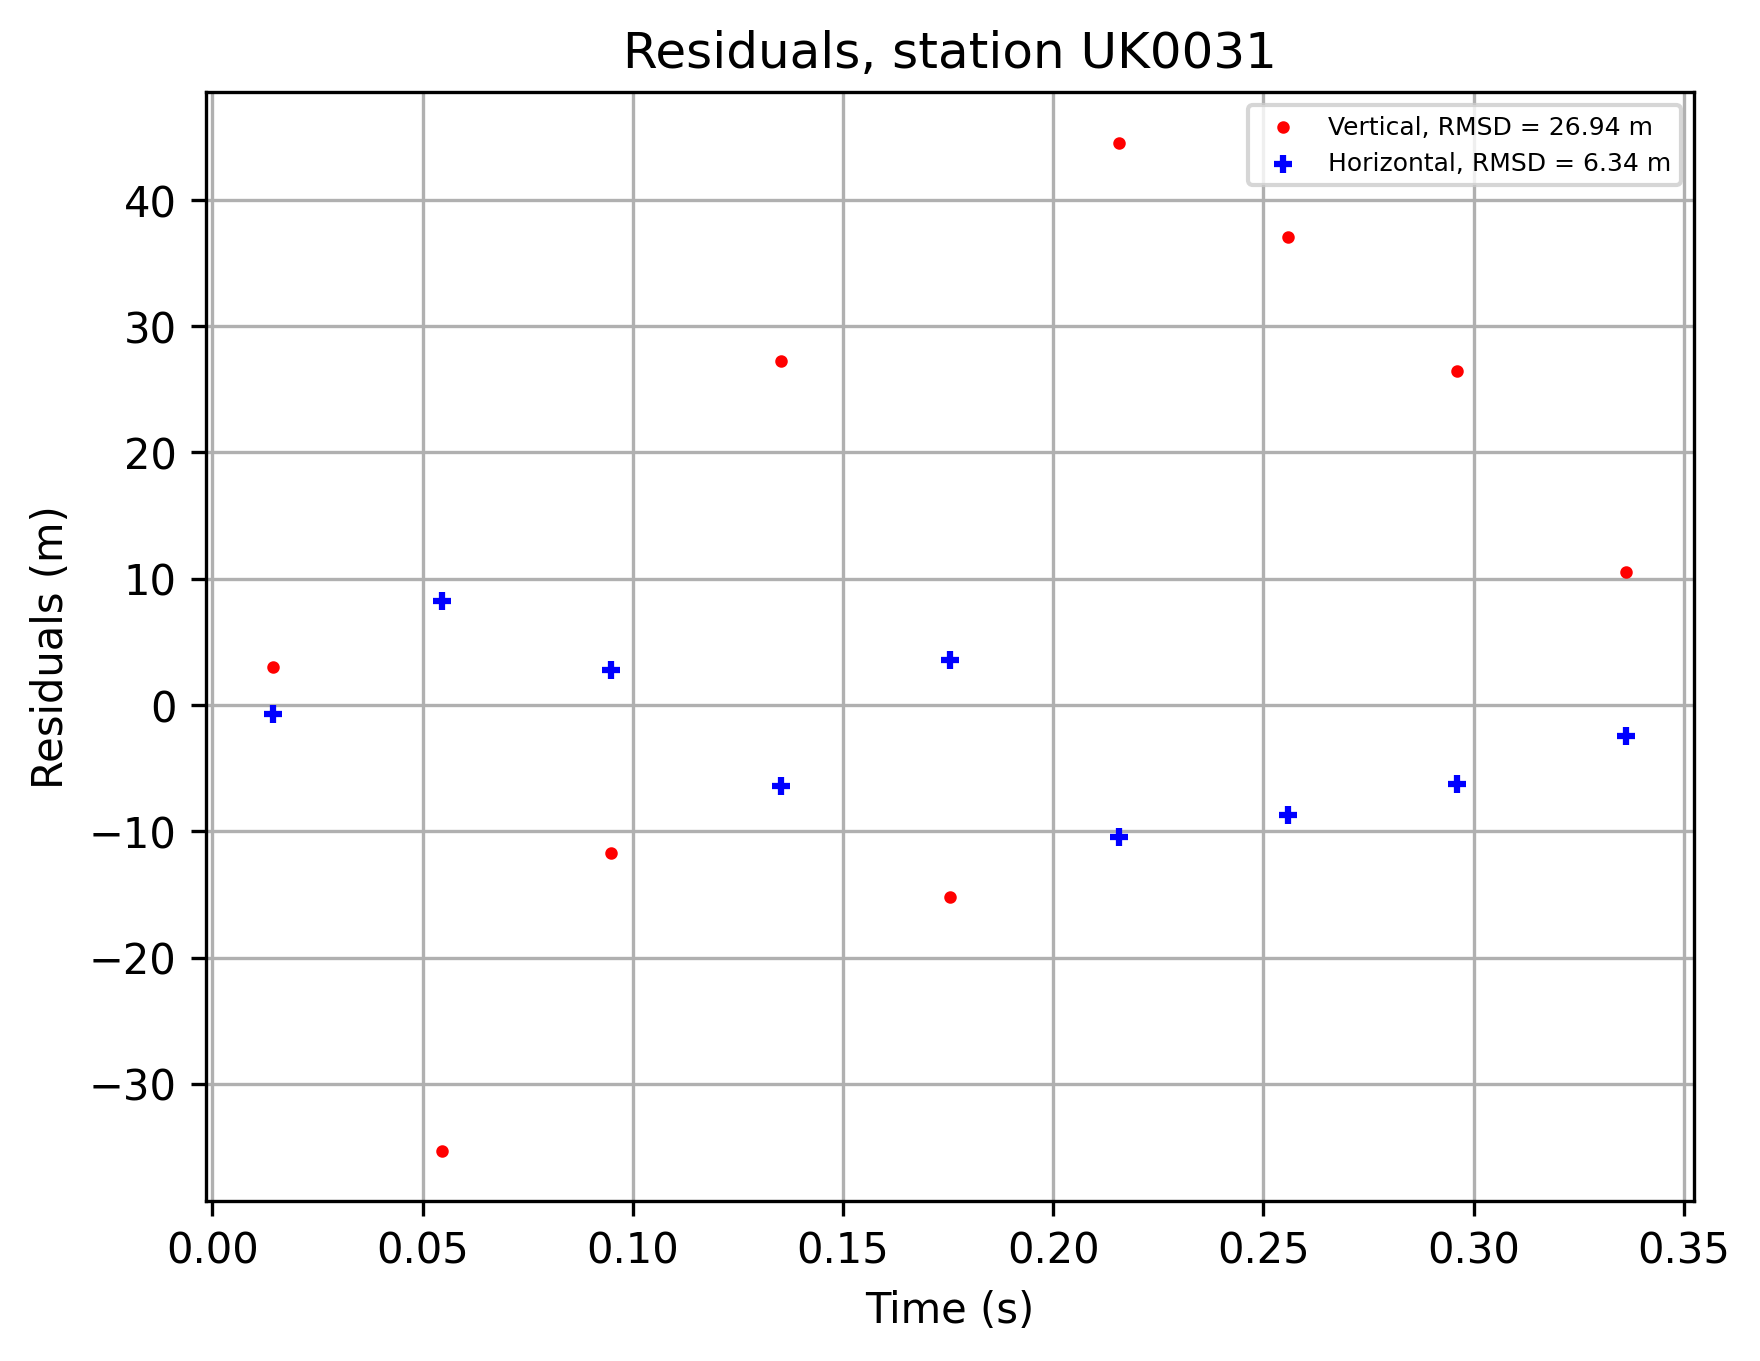 Residuals, station UK0031
Vertical, RMSD = 26.94 m
Horizontal, RMSD = 6.34 m
Residuals (m)
40
30
20
10
0
−10
−20
−30
0.00 0.05 0.10 0.15 0.20 0.25 0.30 0.35
Time (s)